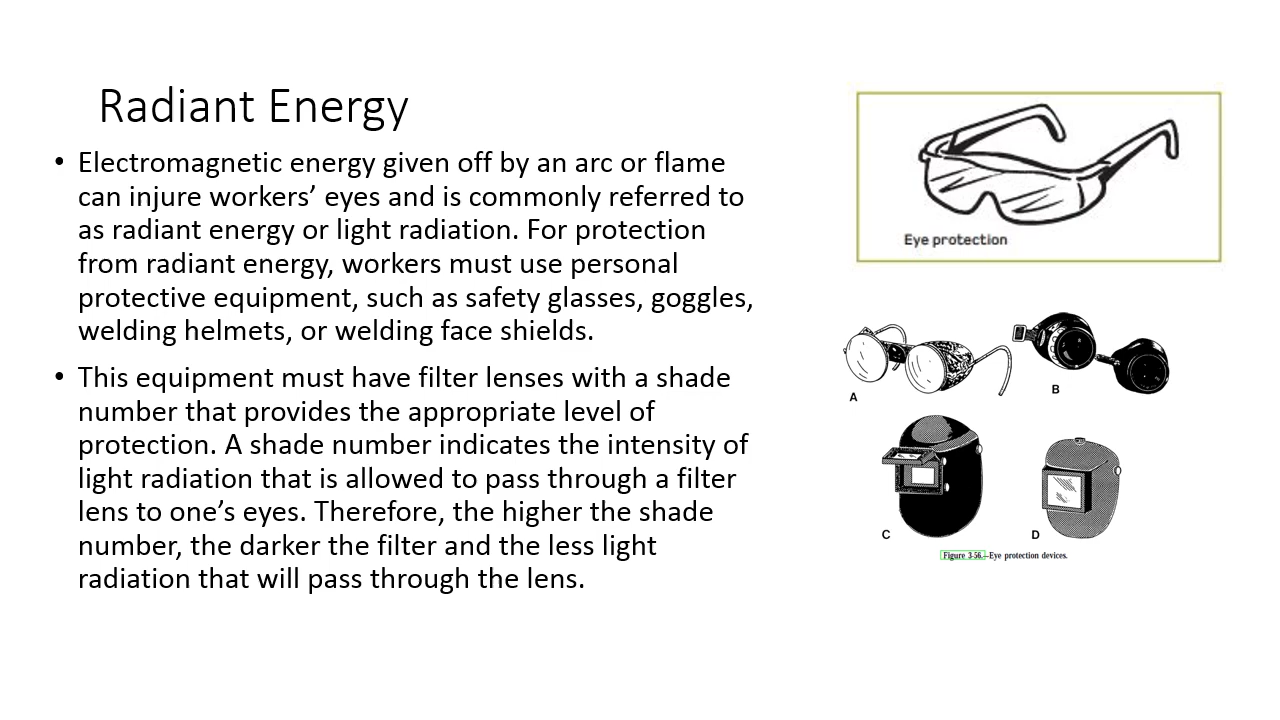 Radiant Energy
• Electromagnetic energy given off by an arc or flame
can injure workers’ eyes and is commonly referred to
as radiant energy or light radiation. For protection
from radiant energy, workers must use personal
protective equipment, such as safety glasses, goggles,
welding helmets, or welding face shields.
• This equipment must have filter lenses with a shade
number that provides the appropriate level of
protection. A shade number indicates the intensity of
light radiation that is allowed to pass through a filter
lens to one’s eyes. Therefore, the higher the shade
number, the darker the filter and the less light
radiation that will pass through the lens.
Eye protection
A
B
C
D
Figure 3-56.—Eye protection devices.